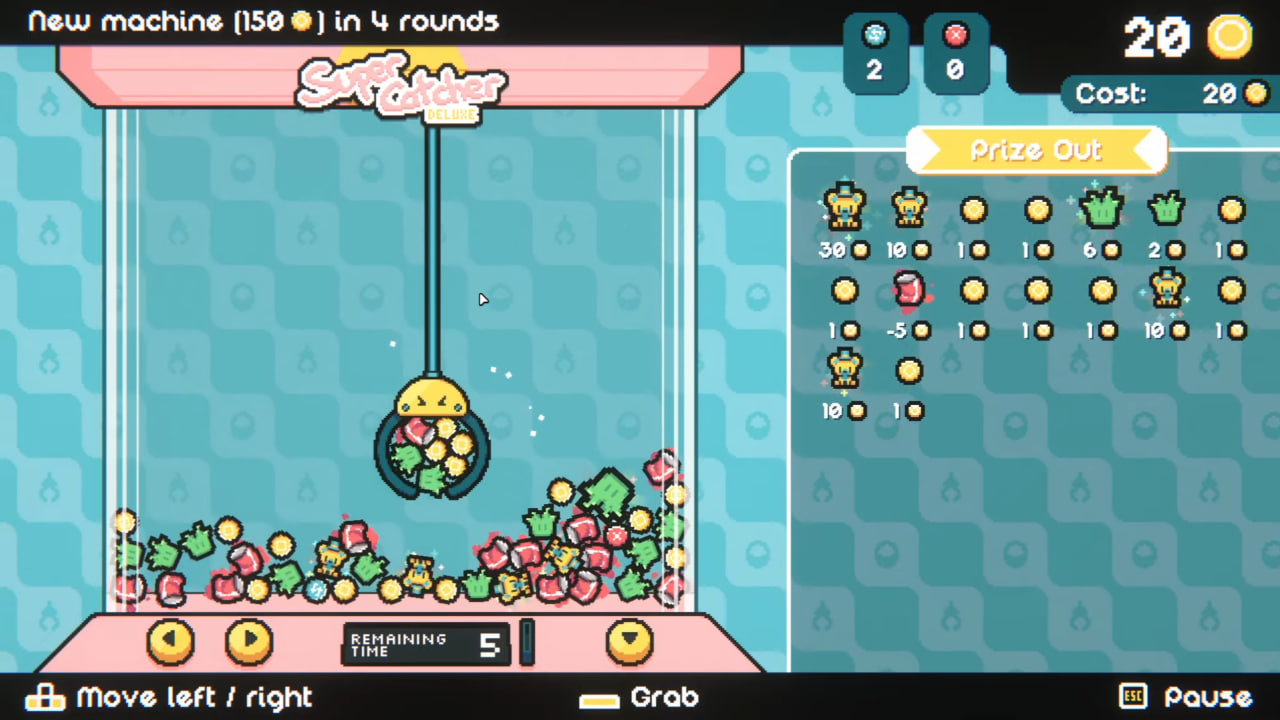 New machine (150 ) in 4 rounds
2
0
20
Cost: 20
Super
Catcher
DELUXE
Prize Out
30 10 1 1 6 2 1
1 -5 1 1 1 10 1
10 1
REMAINING
TIME
5
Move left / right
Grab
ESC Pause